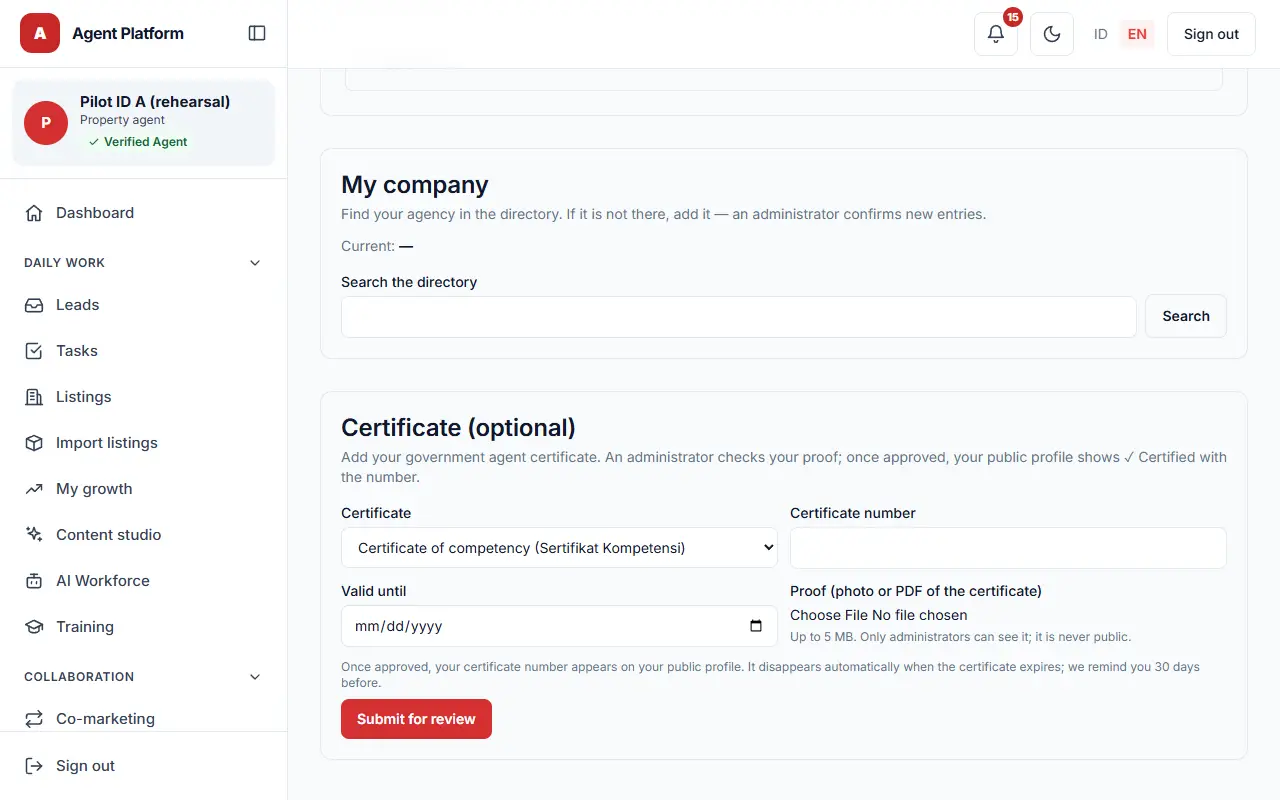 A
Agent Platform
15
ID
EN
Sign out
P
Pilot ID A (rehearsal)
Property agent
✓ Verified Agent
Dashboard
DAILY WORK
Leads
Tasks
Listings
Import listings
My growth
Content studio
AI Workforce
Training
COLLABORATION
Co-marketing
Sign out
My company
Find your agency in the directory. If it is not there, add it — an administrator confirms new entries.
Current: —
Search the directory
Search
Certificate (optional)
Add your government agent certificate. An administrator checks your proof; once approved, your public profile shows ✓ Certified with
the number.
Certificate
Certificate number
Certificate of competency (Sertifikat Kompetensi)
Valid until
Proof (photo or PDF of the certificate)
mm/dd/yyyy
Choose File No file chosen
Up to 5 MB. Only administrators can see it; it is never public.
Once approved, your certificate number appears on your public profile. It disappears automatically when the certificate expires; we remind you 30 days
before.
Submit for review